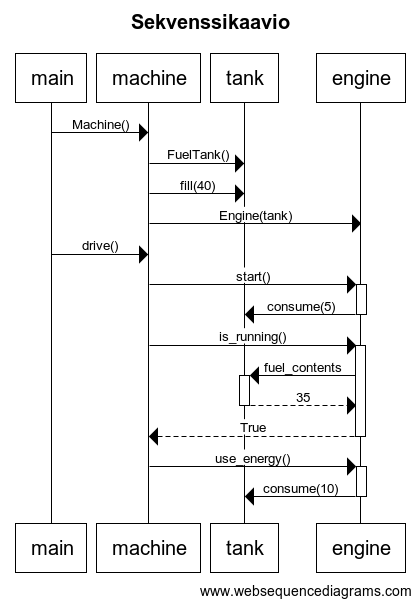 Sekvenssikaavio
main machine tank engine
Machine()
FuelTank()
fill(40)
Engine(tank)
drive()
start()
consume(5)
is_running()
fuel_contents
35
True
use_energy()
consume(10)
main machine tank engine
www.websequencediagrams.com